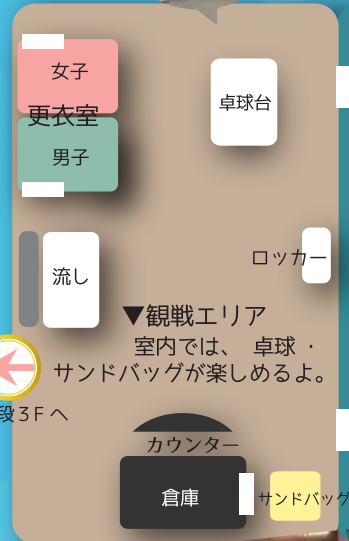 女子
更衣室
男子
卓球台
流し
ロッカー
▼観戦エリア
室内では、 卓球・
サンドバッグが楽しめるよ。
段3Fへ
カウンター
倉庫
サンドバッグ